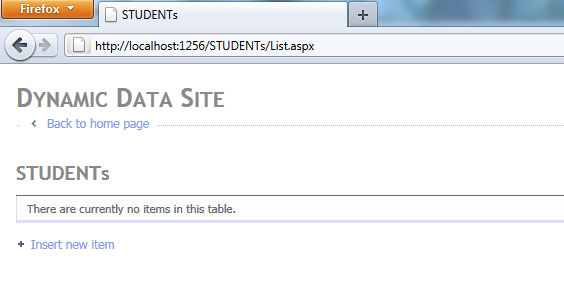 Firefox
STUDENTs
http://localhost:1256/STUDENTs/List.aspx
DYNAMIC DATA SITE
Back to home page
STUDENTs
There are currently no items in this table.
Insert new item